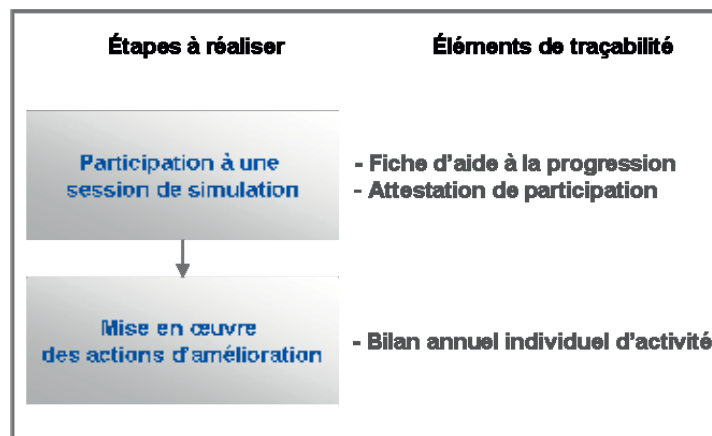 Étapes à réaliser
Éléments de traçabilité
Participation à une
session de simulation
- Fiche d'aide à la progression
- Attestation de participation
Mise en œuvre
des actions d'amélioration
- Bilan annuel individuel d'activité